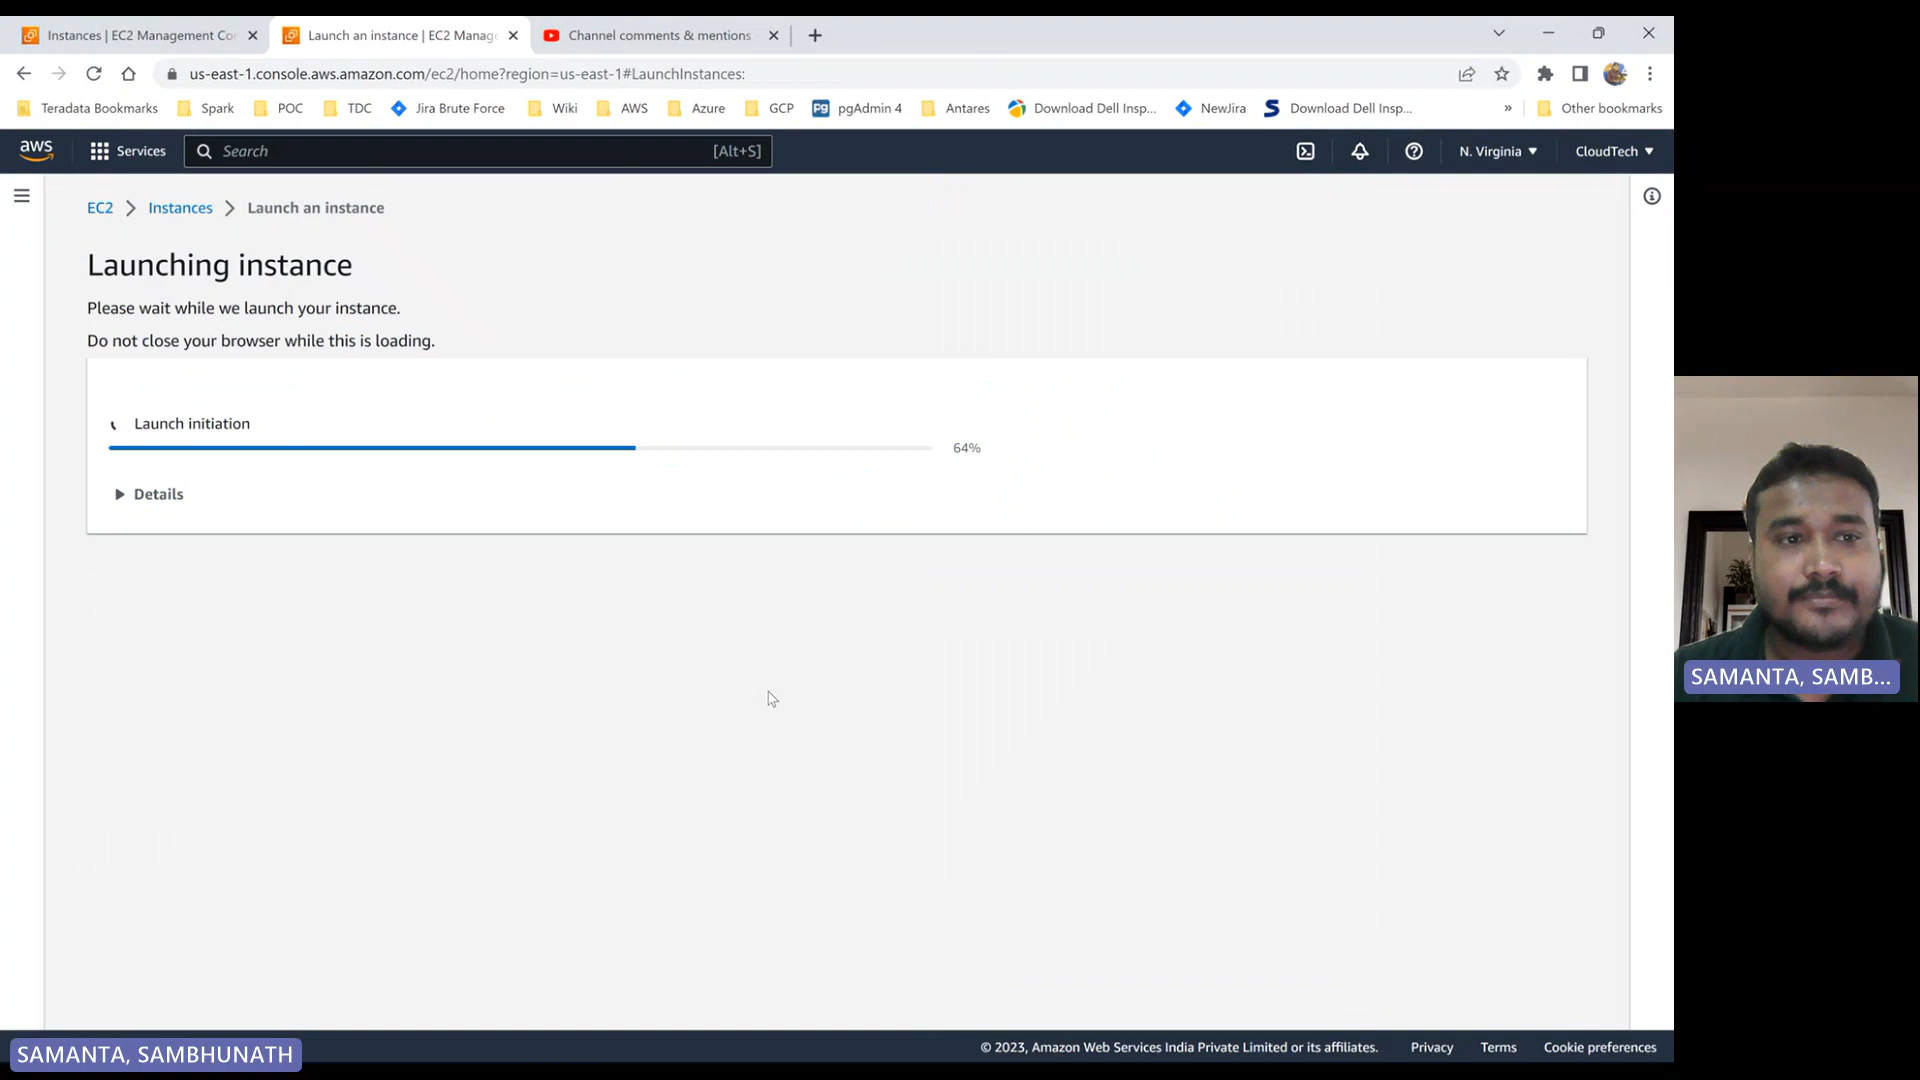 Instances | EC2 Management Co
Launch an instance | EC2 Manag
Channel comments & mentions
us-east-1.console.aws.amazon.com/ec2/home?region=us-east-1#LaunchInstances:
Teradata Bookmarks
Spark
POC
TDC
Jira Brute Force
Wiki
AWS
Azure
GCP
pgAdmin 4
Antares
Download Dell Insp...
NewJira
Download Dell Insp...
»
Other bookmarks
aws
Services
Search
[Alt+S]
N. Virginia
CloudTech
EC2
Instances
Launch an instance
Launching instance
Please wait while we launch your instance.
Do not close your browser while this is loading.
Launch initiation
64%
Details
SAMANTA, SAMB...
SAMANTA, SAMBHUNATH
© 2023, Amazon Web Services India Private Limited or its affiliates.
Privacy
Terms
Cookie preferences